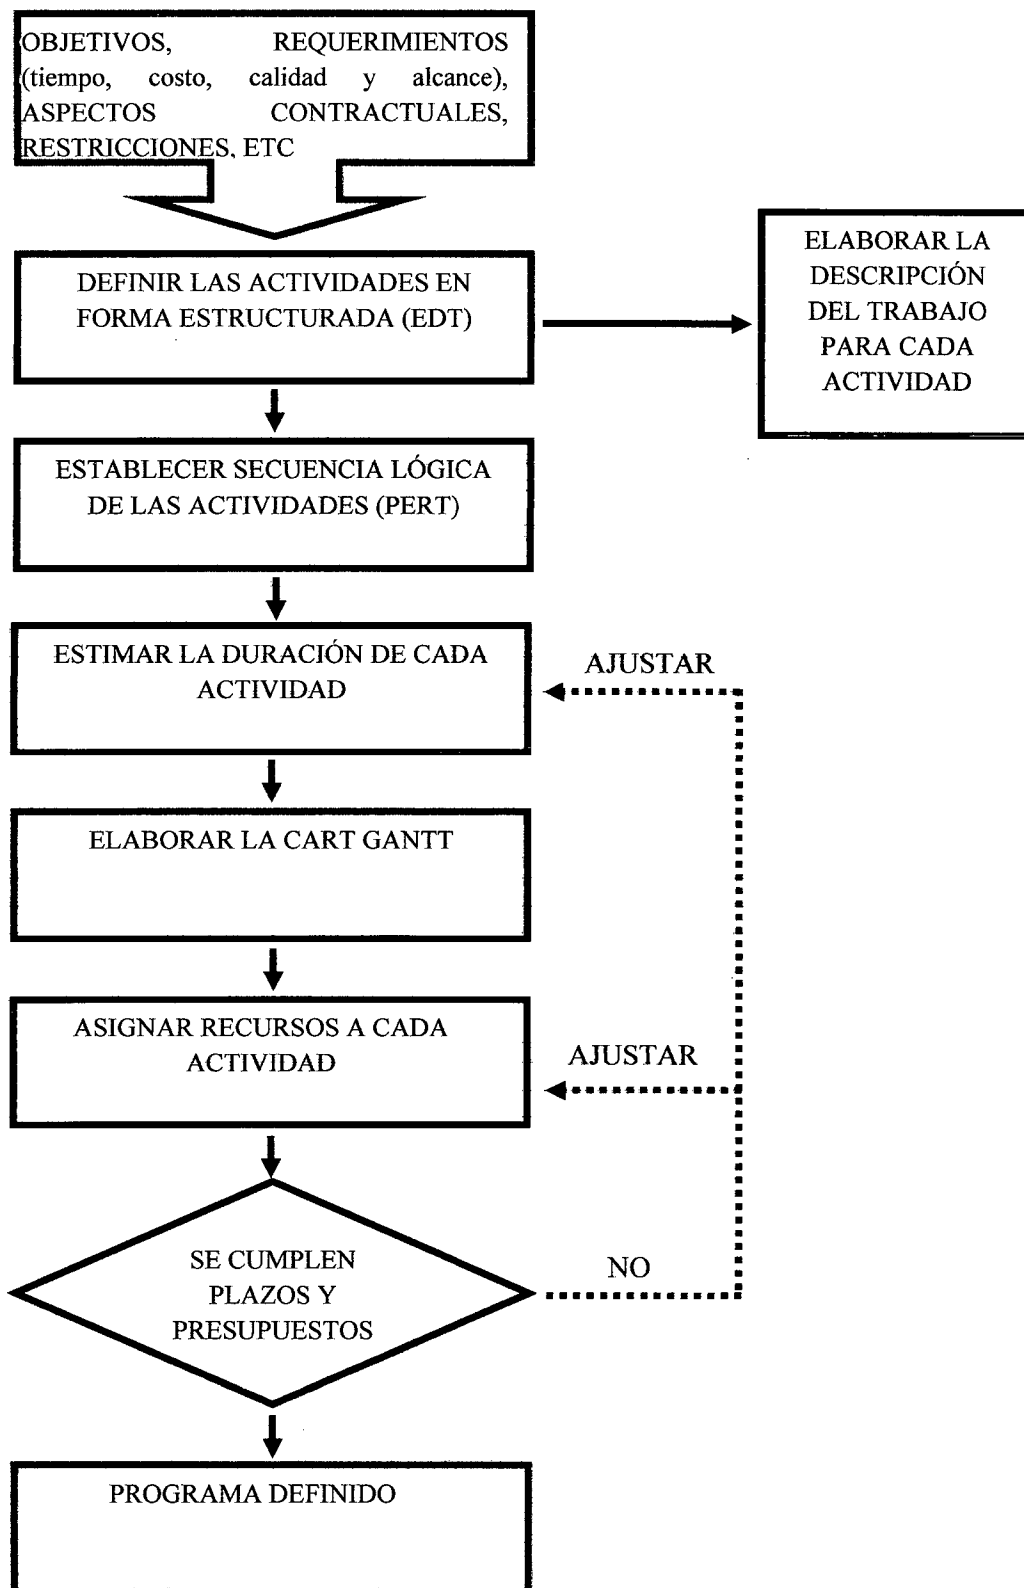 OBJETIVOS, REQUERIMIENTOS
(tiempo, costo, calidad y alcance),
ASPECTOS CONTRACTUALES,
RESTRICCIONES, ETC
DEFINIR LAS ACTIVIDADES EN
FORMA ESTRUCTURADA (EDT)
ELABORAR LA
DESCRIPCIÓN
DEL TRABAJO
PARA CADA
ACTIVIDAD
ESTABLECER SECUENCIA LÓGICA
DE LAS ACTIVIDADES (PERT)
ESTIMAR LA DURACIÓN DE CADA
ACTIVIDAD
AJUSTAR
ELABORAR LA CART GANTT
ASIGNAR RECURSOS A CADA
ACTIVIDAD
AJUSTAR
SE CUMPLEN
PLAZOS Y
PRESUPUESTOS
NO
PROGRAMA DEFINIDO